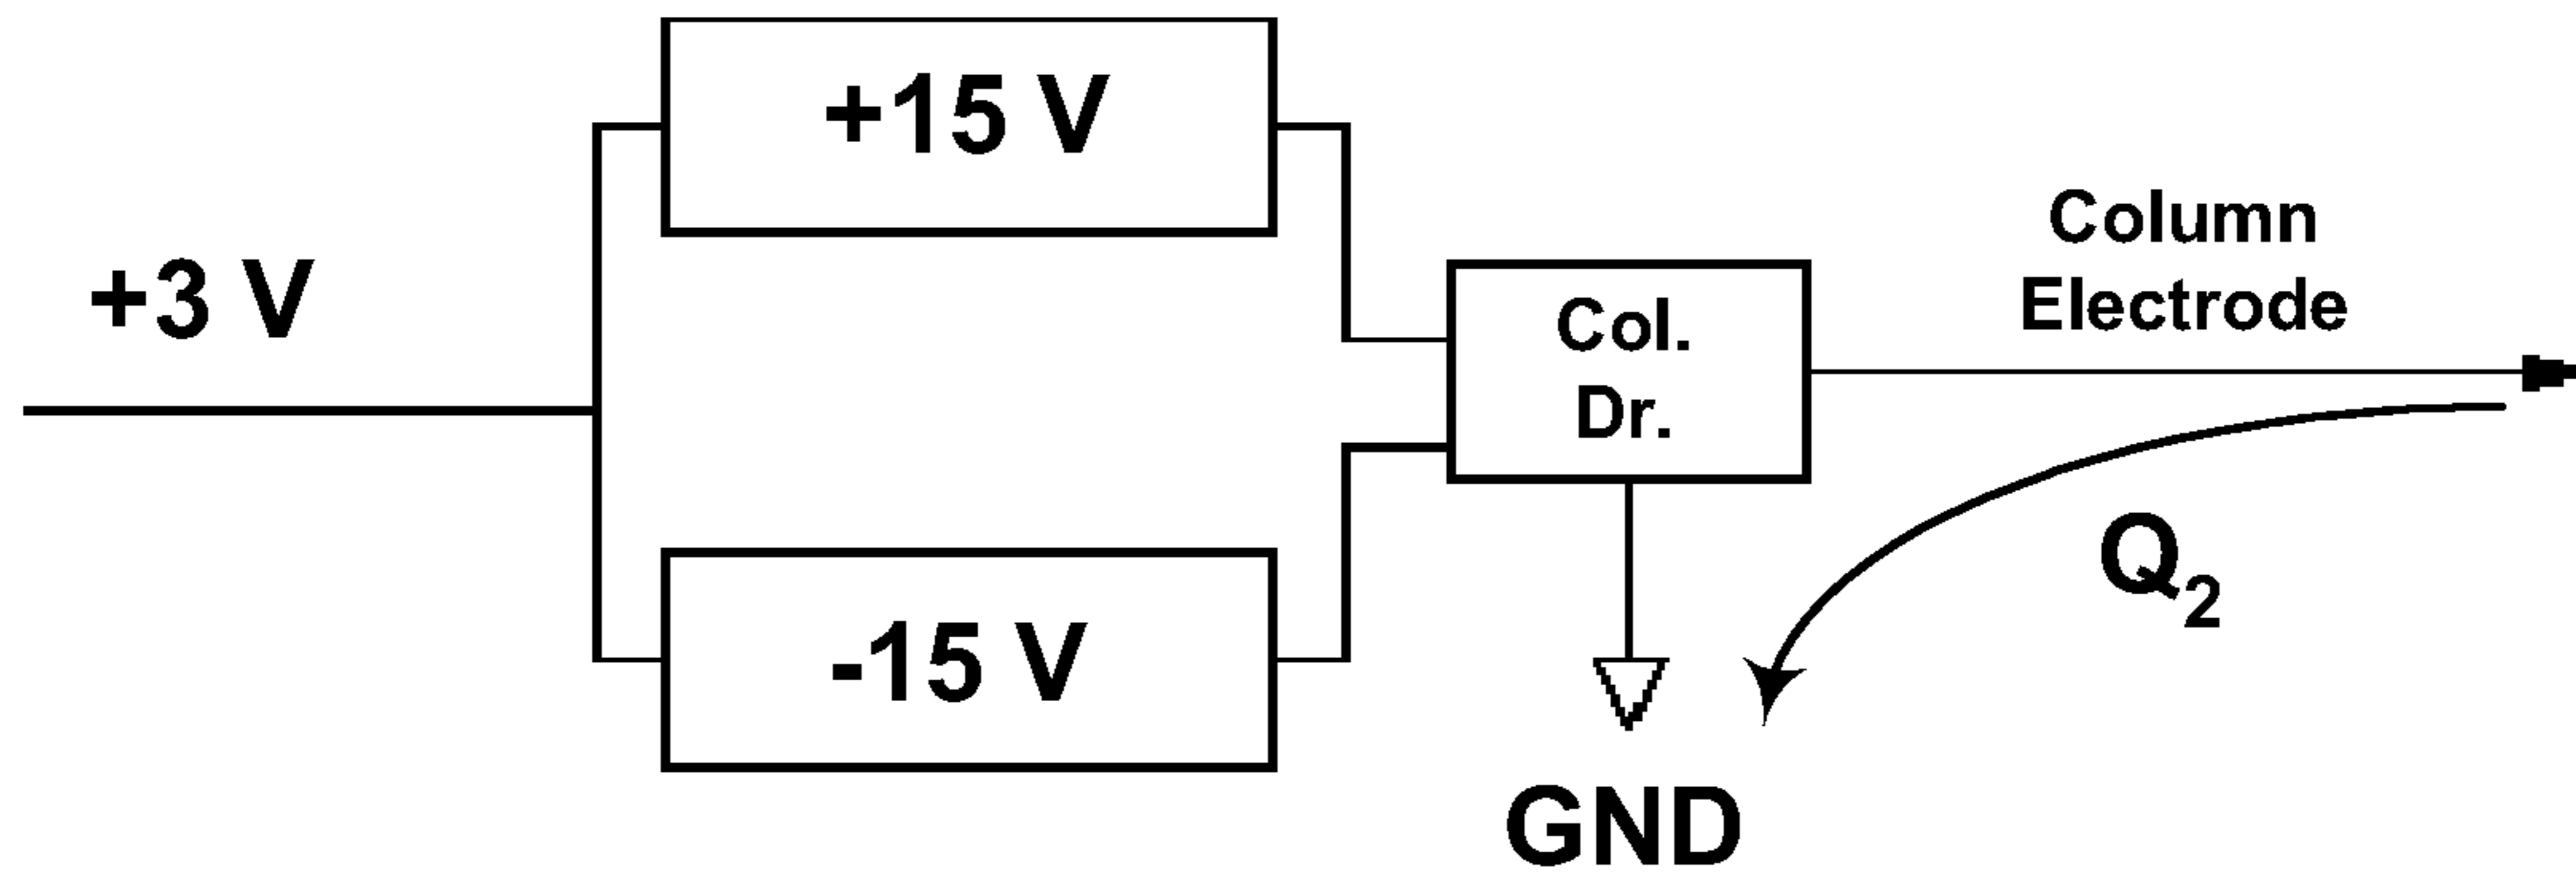 +15 V
+3 V
Column
Electrode
Col.
Dr.
Q2
-15 V
GND